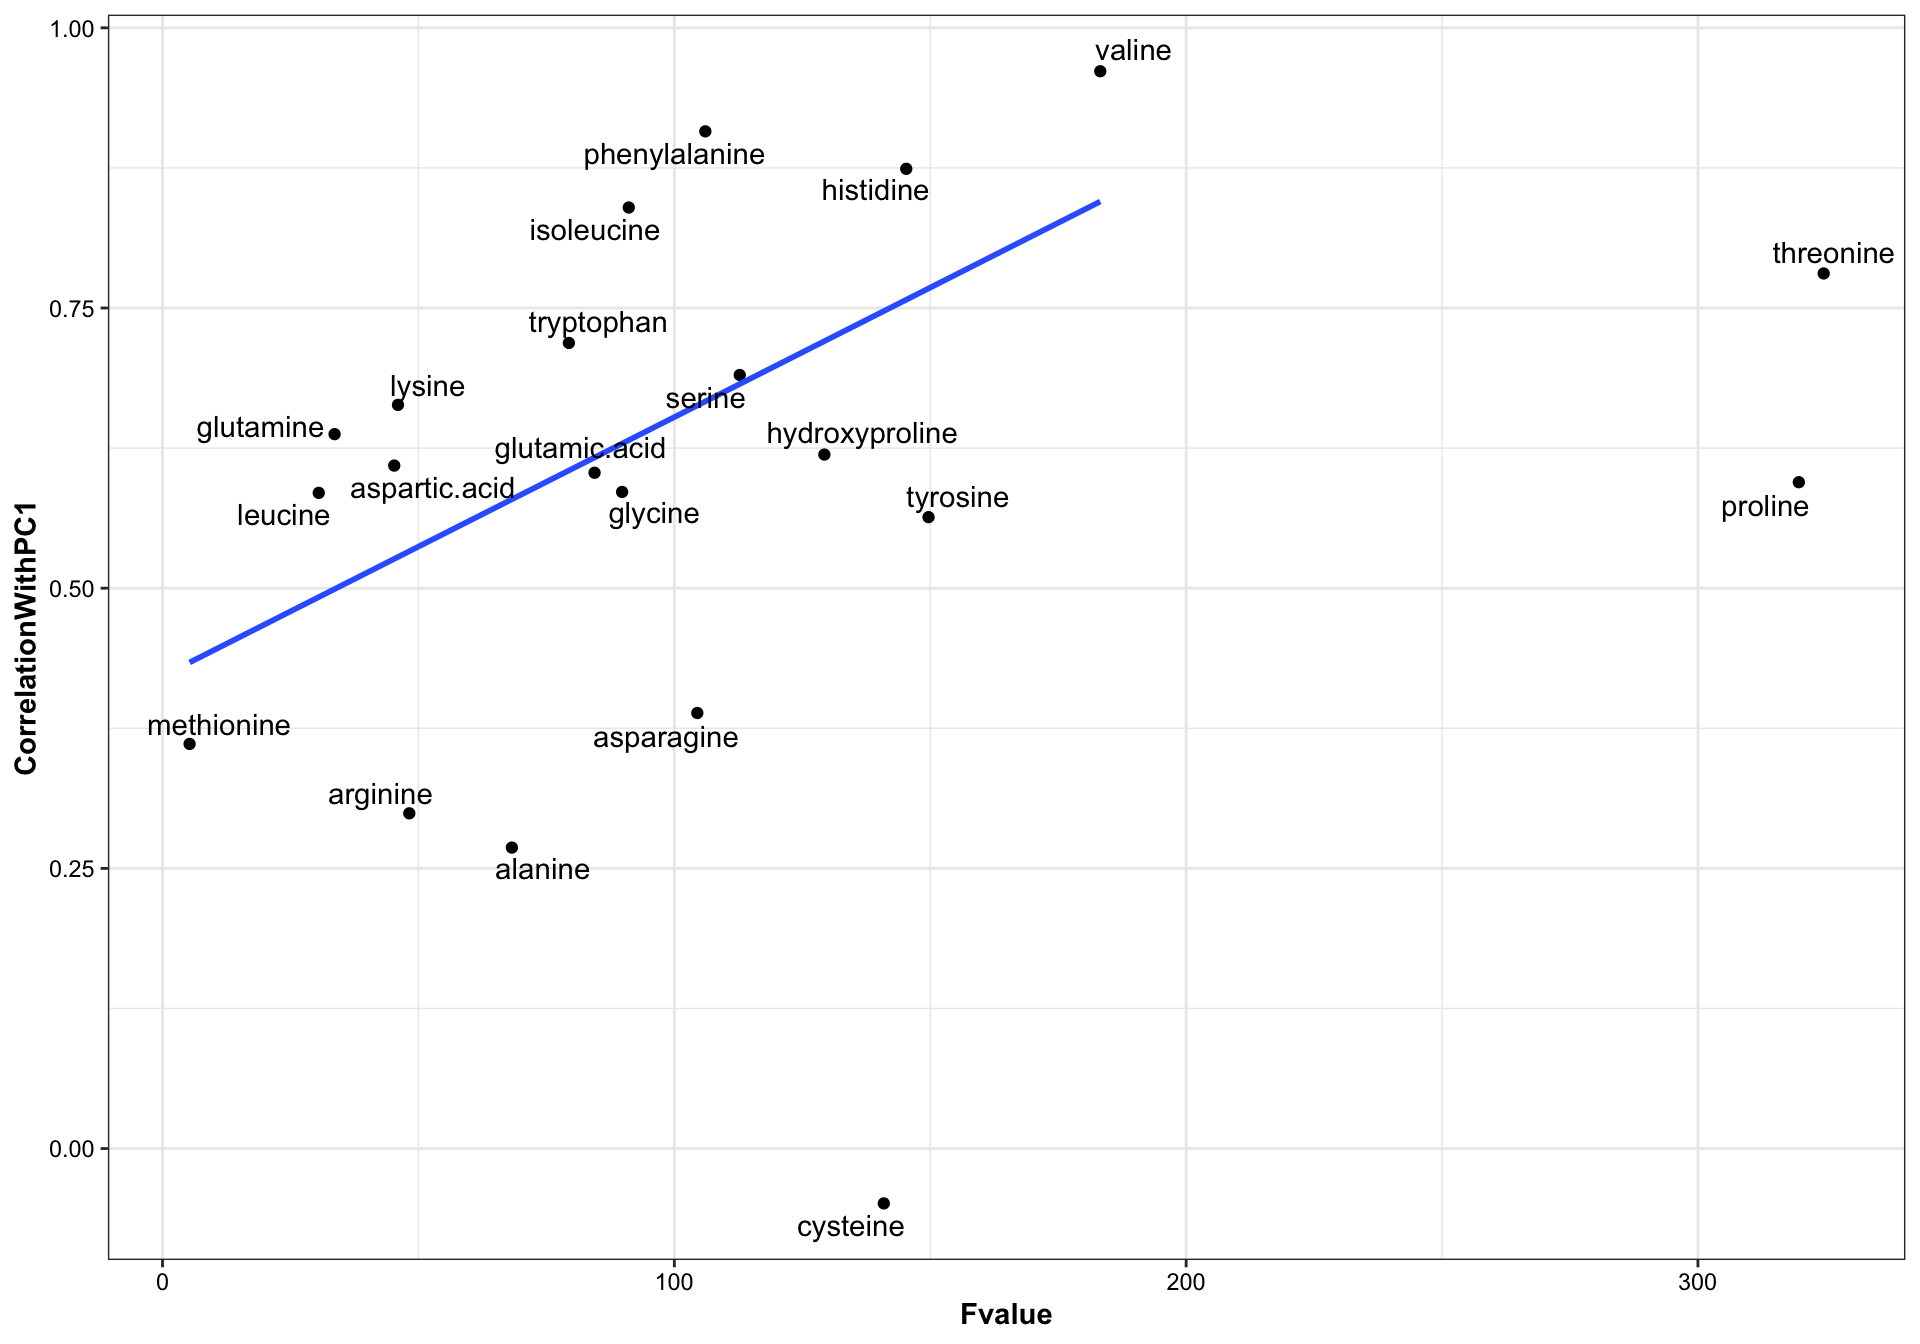 1.00
valine
phenylalanine
histidine
isoleucine
threonine
0.75
tryptophan
lysine
serine
glutamine
hydroxyproline
glutamic.acid
aspartic.acid
tyrosine
proline
leucine
glycine
0.50
CorrelationWithPC1
methionine
asparagine
arginine
0.25
alanine
0.00
cysteine
0
100
200
300
Fvalue